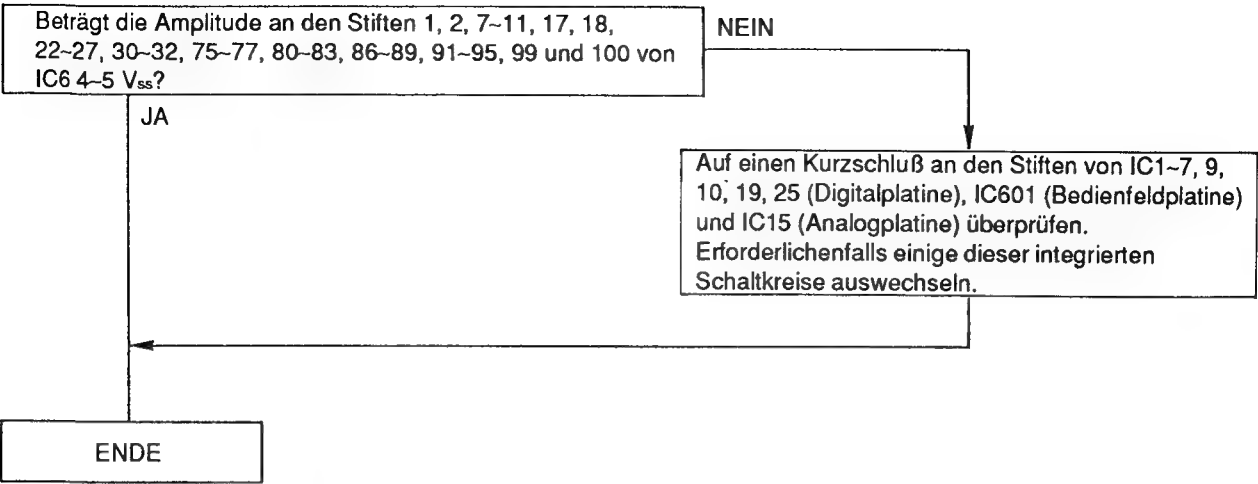 Beträgt die Amplitude an den Stiften 1, 2, 7~11, 17, 18,
22~27, 30~32, 75~77, 80~83, 86~89, 91~95, 99 und 100 von
IC6 4~5 Vss?
NEIN
JA
Auf einen Kurzschluß an den Stiften von IC1~7, 9,
10, 19, 25 (Digitalplatine), IC601 (Bedienfeldplatine)
und IC15 (Analogplatine) überprüfen.
Erforderlichenfalls einige dieser integrierten
Schaltkreise auswechseln.
ENDE